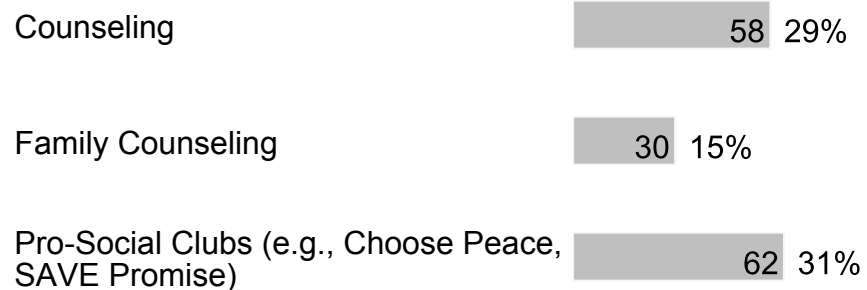 Counseling 58 29%
Family Counseling 30 15%
Pro-Social Clubs (e.g., Choose Peace,
SAVE Promise) 62 31%